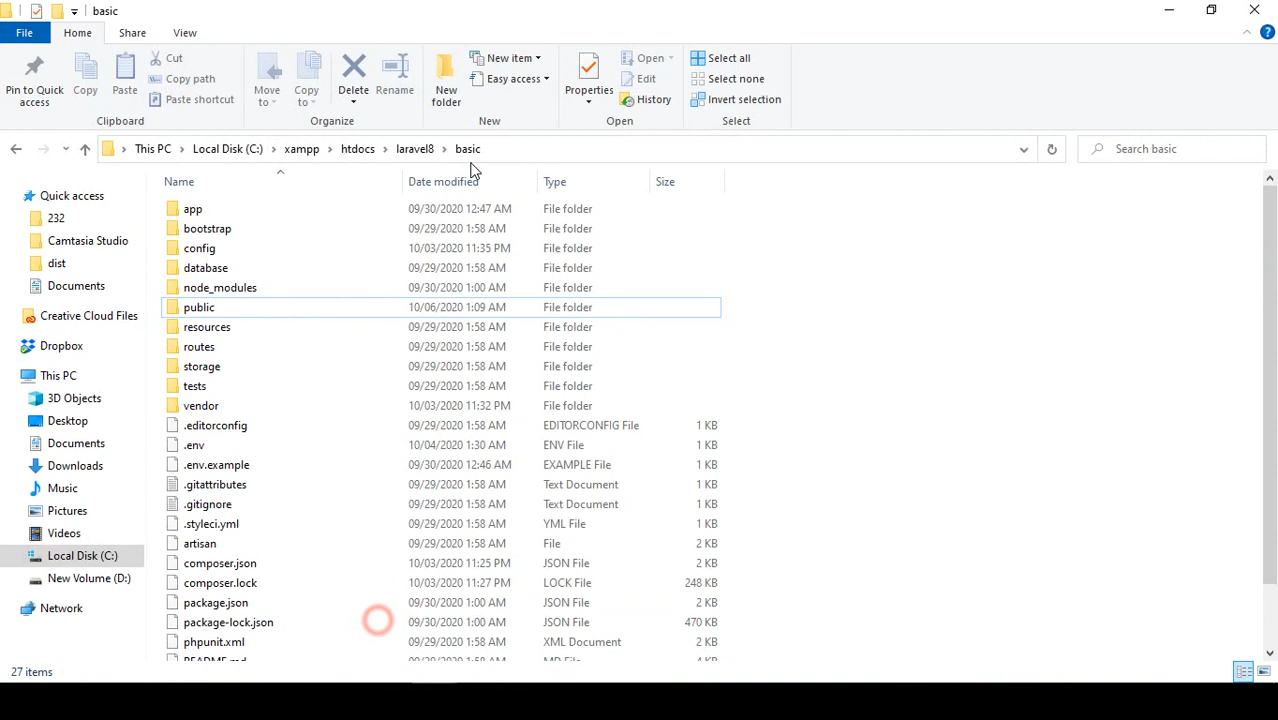 basic
File Home Share View
Pin to Quick access
Copy
Paste
Cut
Copy path
Paste shortcut
Clipboard
Move to
Copy to
Delete
Rename
Organize
New folder
New item
Easy access
New
Properties
Open
Edit
History
Open
Select all
Select none
Invert selection
Select
This PC Local Disk (C:) xampp htdocs laravel8 basic
Search basic
Quick access
232
Camtasia Studio
dist
Documents
Creative Cloud Files
Dropbox
This PC
3D Objects
Desktop
Documents
Downloads
Music
Pictures
Videos
Local Disk (C:)
New Volume (D:)
Network
Name Date modified Type Size
app 09/30/2020 12:47 AM File folder
bootstrap 09/29/2020 1:58 AM File folder
config 10/03/2020 11:35 PM File folder
database 09/29/2020 1:58 AM File folder
node_modules 09/30/2020 1:00 AM File folder
public 10/06/2020 1:09 AM File folder
resources 09/29/2020 1:58 AM File folder
routes 09/29/2020 1:58 AM File folder
storage 09/29/2020 1:58 AM File folder
tests 09/29/2020 1:58 AM File folder
vendor 10/03/2020 11:32 PM File folder
.editorconfig 09/29/2020 1:58 AM EDITORCONFIG File 1 KB
.env 10/04/2020 1:30 AM ENV File 1 KB
.env.example 09/30/2020 12:46 AM EXAMPLE File 1 KB
.gitattributes 09/29/2020 1:58 AM Text Document 1 KB
.gitignore 09/29/2020 1:58 AM Text Document 1 KB
.styleci.yml 09/29/2020 1:58 AM YML File 1 KB
artisan 09/29/2020 1:58 AM File 2 KB
composer.json 10/03/2020 11:25 PM JSON File 2 KB
composer.lock 10/03/2020 11:27 PM LOCK File 248 KB
package.json 09/30/2020 1:00 AM JSON File 2 KB
package-lock.json 09/30/2020 1:00 AM JSON File 470 KB
phpunit.xml 09/29/2020 1:58 AM XML Document 2 KB
README.md 09/29/2020 1:58 AM MD File 4 KB
27 items